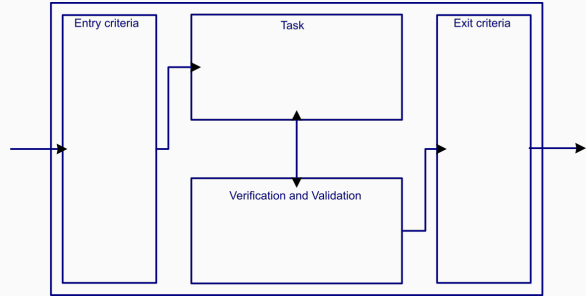 Entry criteria
Task
Exit criteria
Verification and Validation